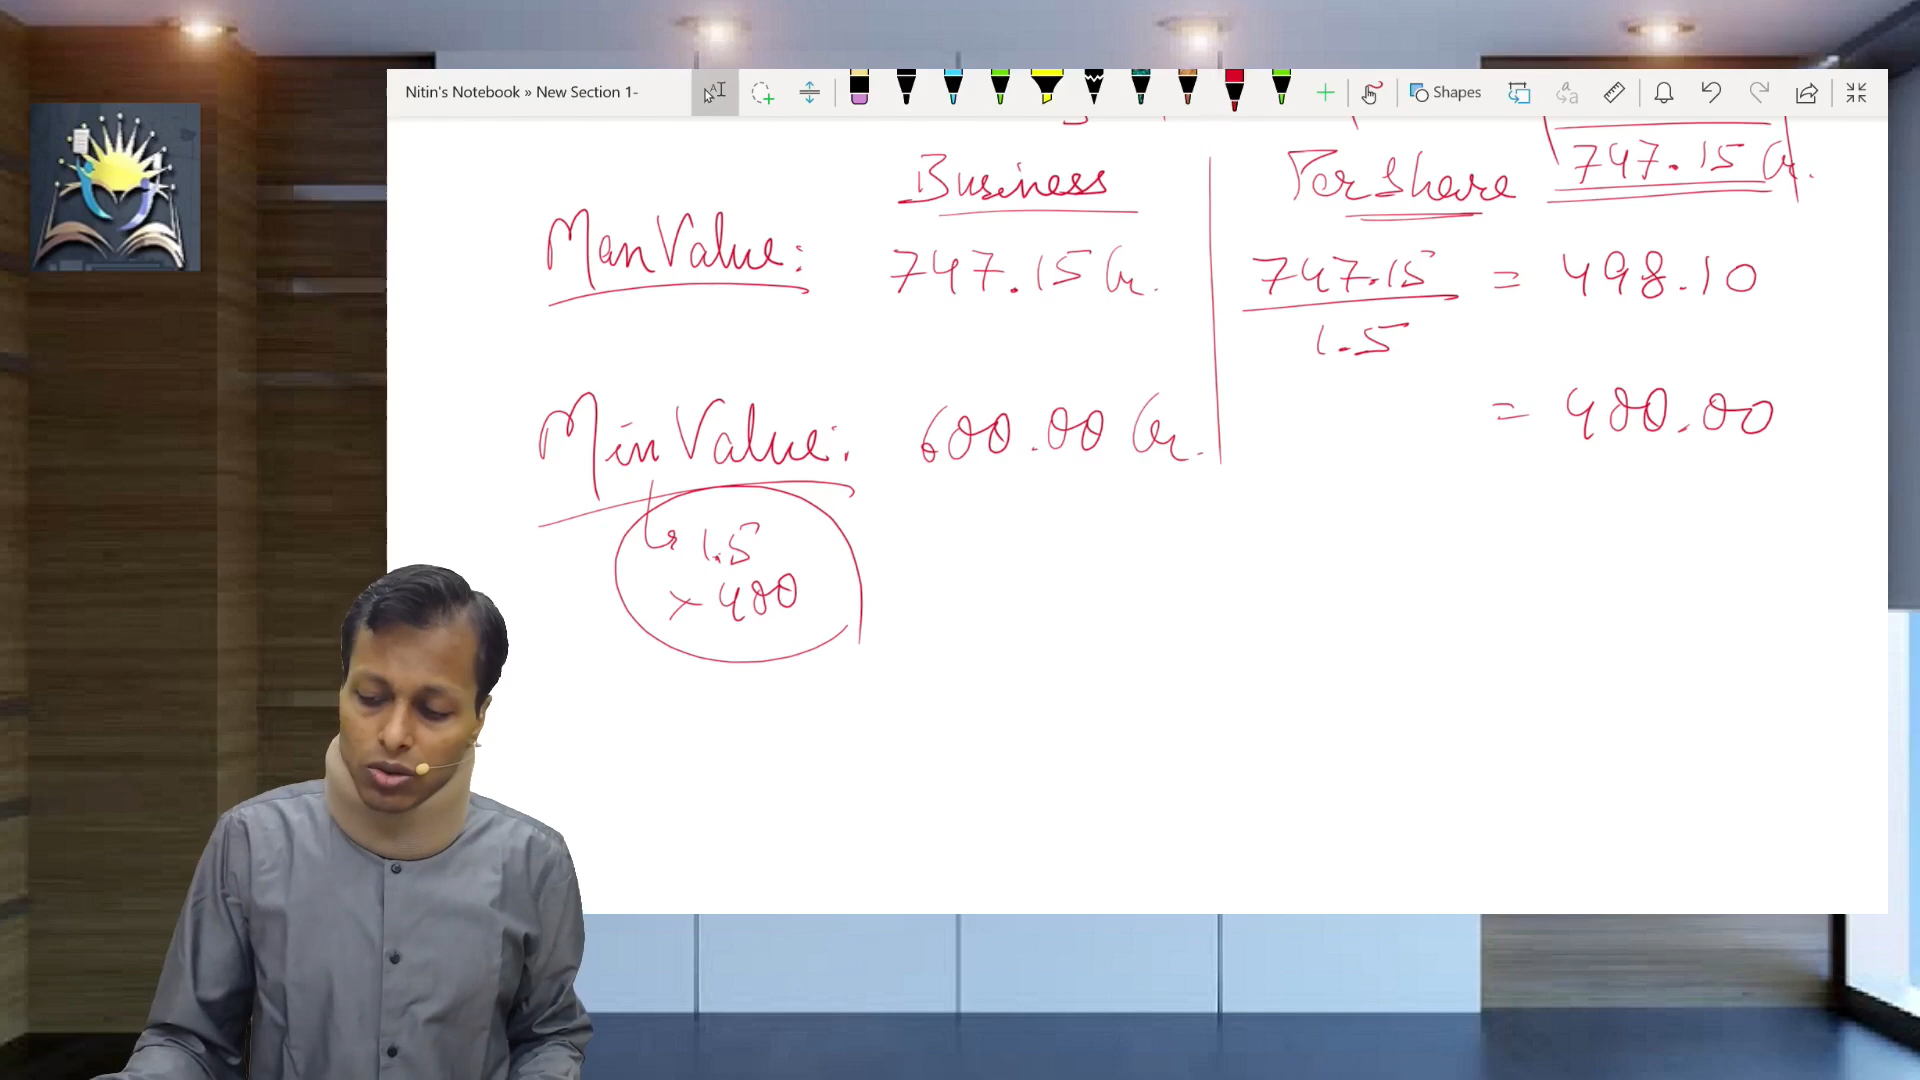 Nitin's Notebook » New Section 1-
Shapes
747.15 Cr.
Business
Per Share
Max Value:
747.15 Cr.
747.15
= 498.10
1.5
Min Value:
600.00 Cr.
= 400.00
1.5
× 400